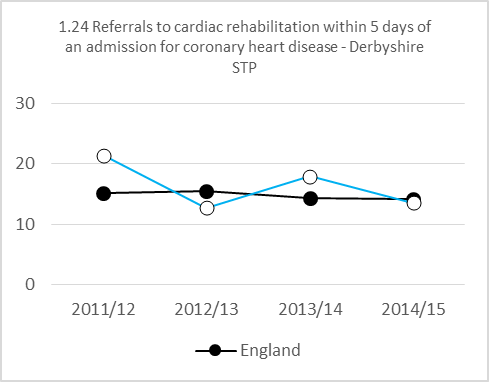 1.24 Referrals to cardiac rehabilitation within 5 days of
an admission for coronary heart disease - Derbyshire
STP
30
20
10
0
2011/12 2012/13 2013/14 2014/15
England